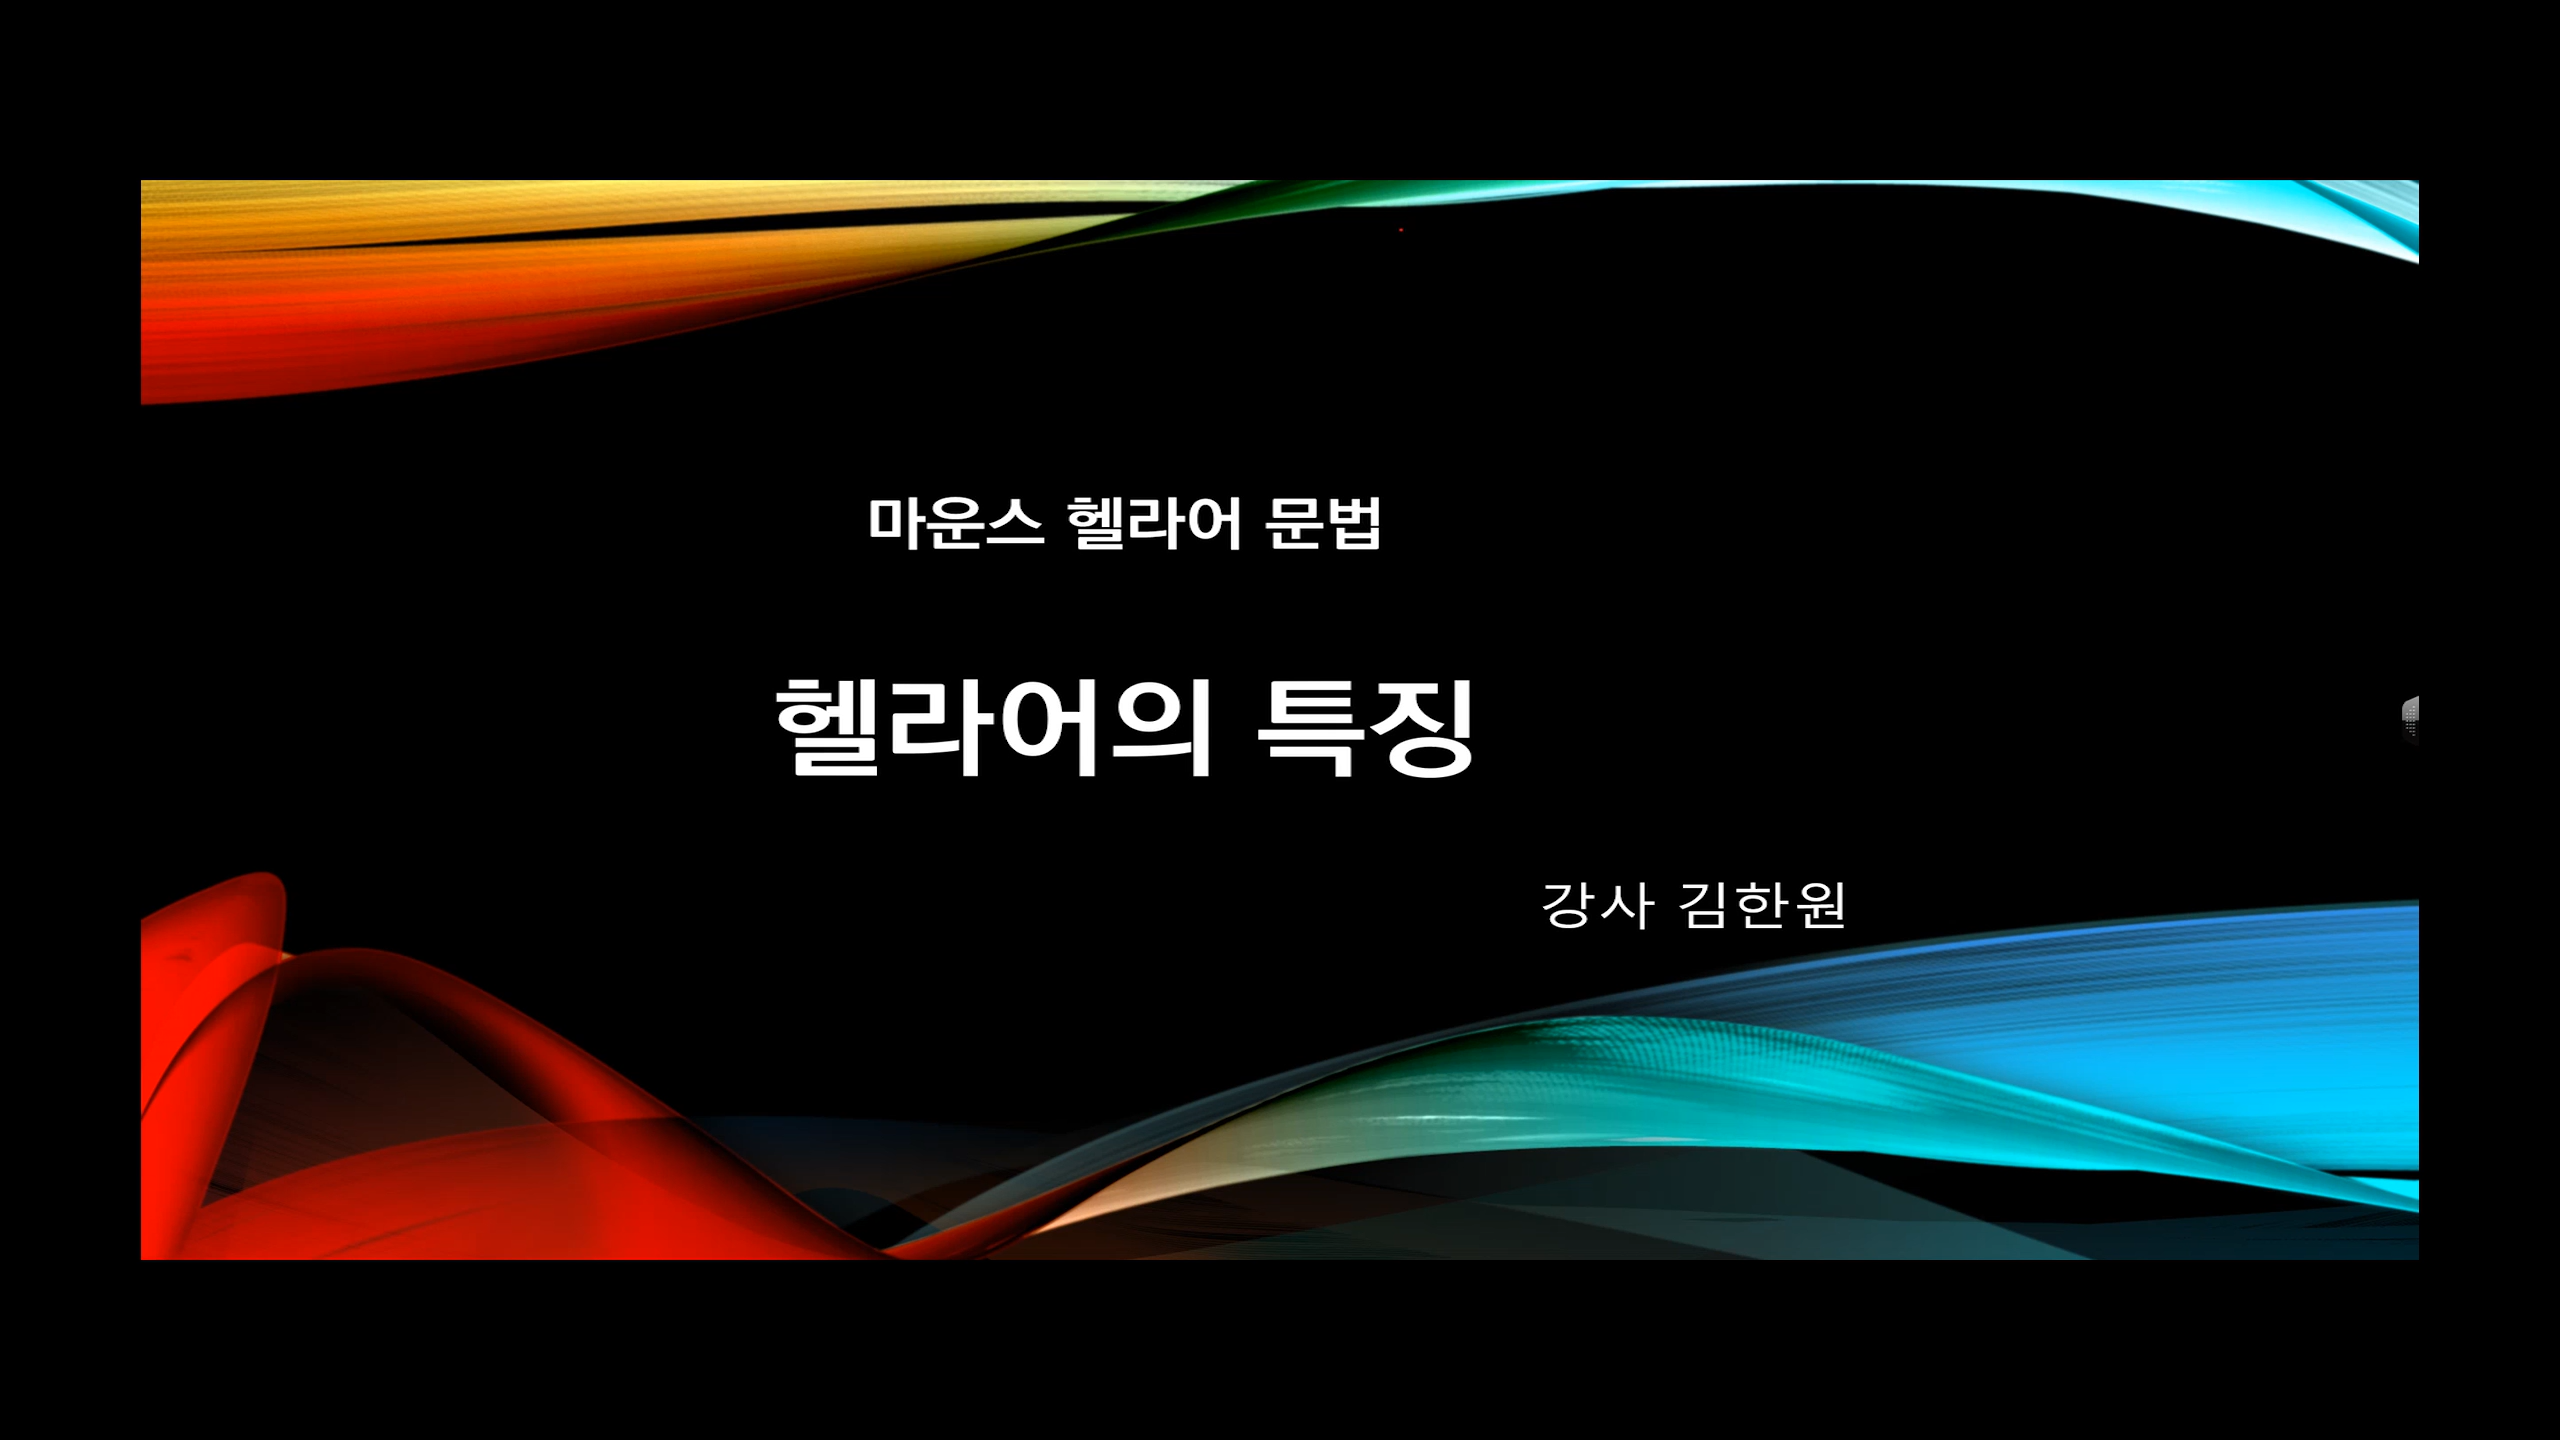 마운스 헬라어 문법
헬라어의 특징
강사 김한원